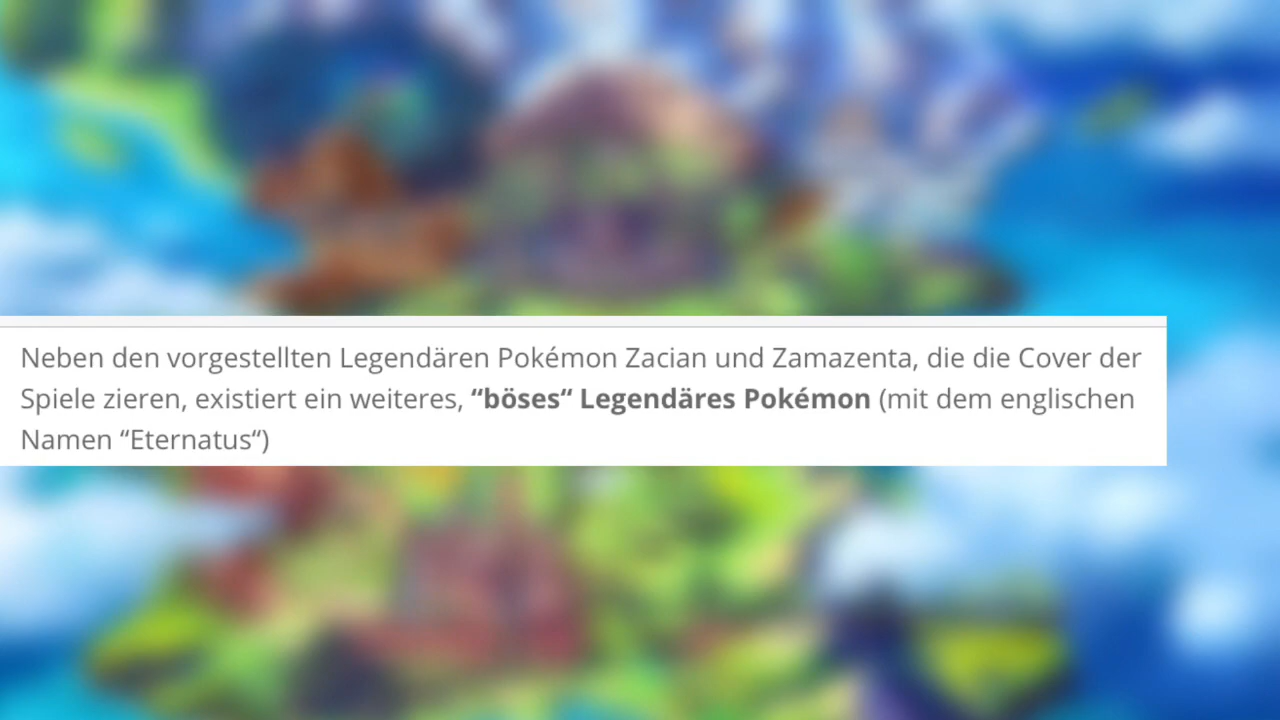 Neben den vorgestellten Legendären Pokémon Zacian und Zamazenta, die die Cover der
Spiele zieren, existiert ein weiteres, “böses“ Legendäres Pokémon (mit dem englischen
Namen “Eternatus“)